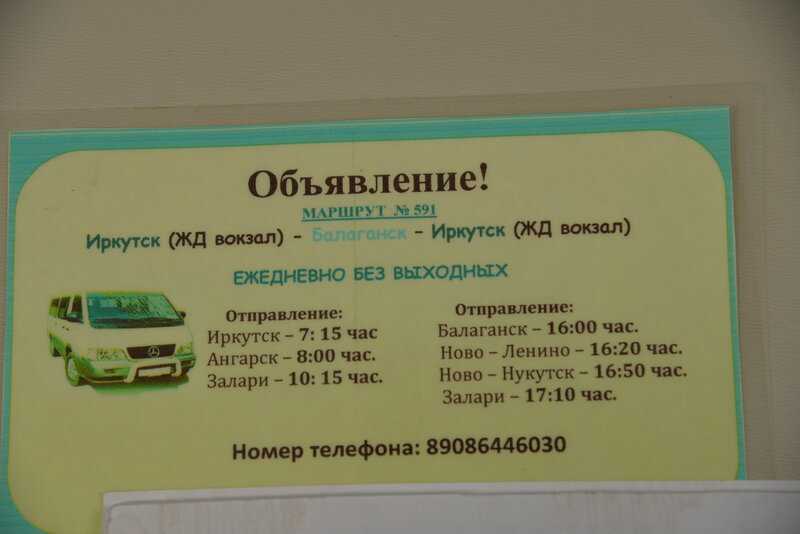 Объявление!
МАРШРУТ № 591
Иркутск (ЖД вокзал) – Балаганск – Иркутск (ЖД вокзал)
ЕЖЕДНЕВНО БЕЗ ВЫХОДНЫХ
Отправление:
Иркутск – 7: 15 час
Ангарск – 8:00 час.
Залари – 10: 15 час.
Отправление:
Балаганск – 16:00 час.
Ново – Ленино – 16:20 час.
Ново – Нукутск – 16:50 час.
Залари – 17:10 час.
Номер телефона: 89086446030